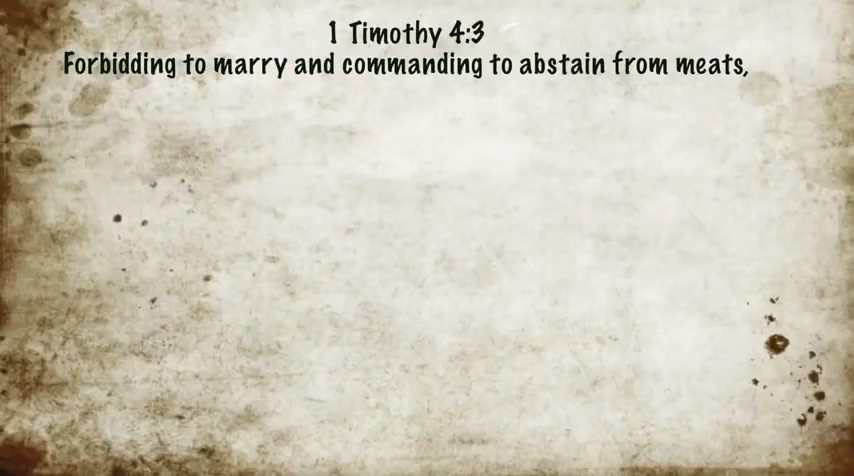 1 Timothy 4:3
Forbidding to marry and commanding to abstain from meats,